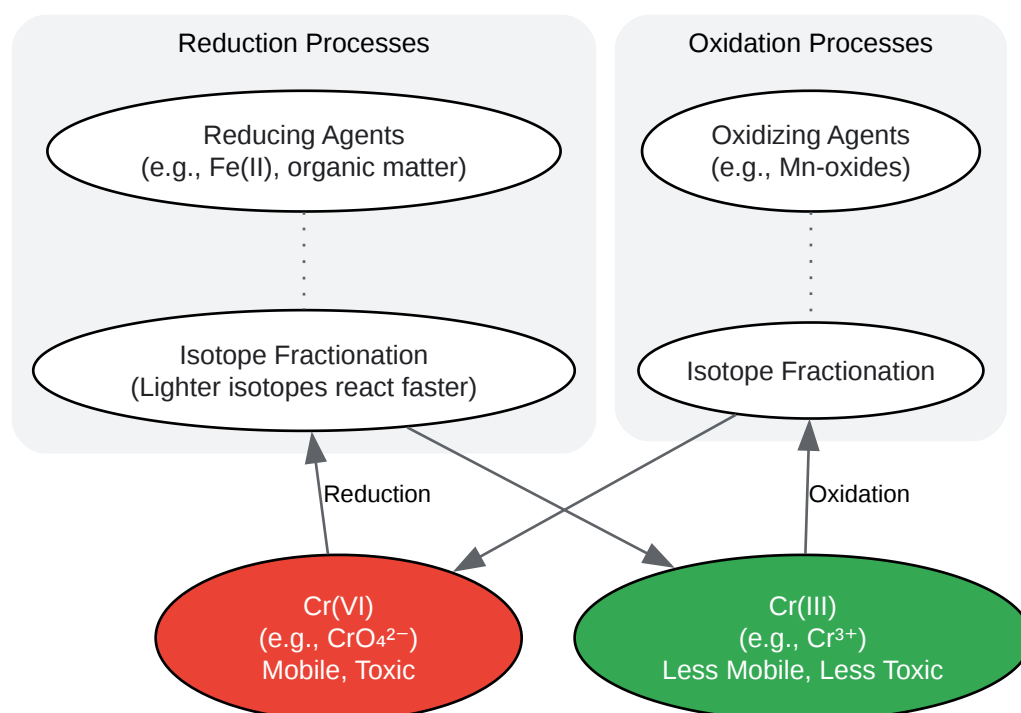 Reduction Processes
Oxidation Processes
Reducing Agents
(e.g., Fe(II), organic matter)
Oxidizing Agents
(e.g., Mn-oxides)
Isotope Fractionation
(Lighter isotopes react faster)
Isotope Fractionation
Reduction
Oxidation
Cr(VI)
(e.g., CrO₄²⁻)
Mobile, Toxic
Cr(III)
(e.g., Cr³⁺)
Less Mobile, Less Toxic